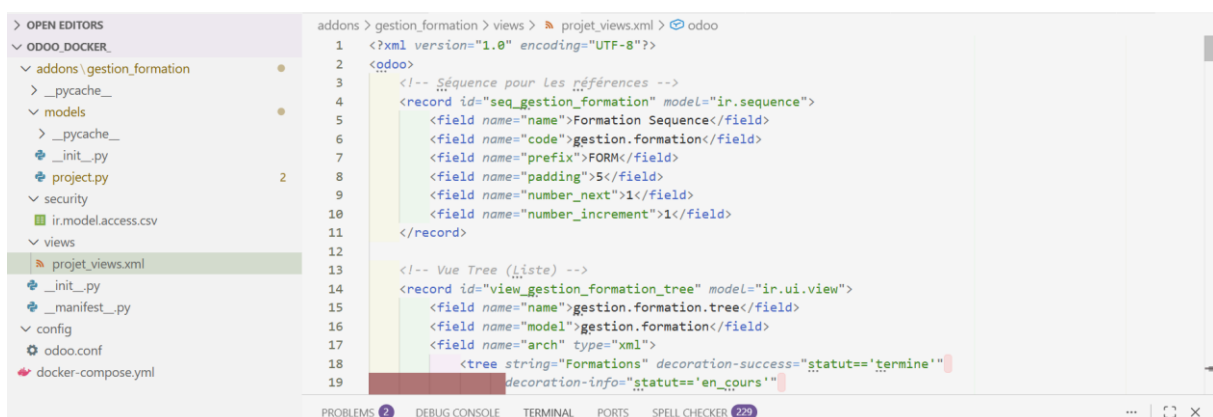 > OPEN EDITORS
∨ ODOO_DOCKER_
∨ addons \ gestion_formation
> __pycache__
∨ models
> __pycache__
__init__.py
project.py 2
∨ security
ir.model.access.csv
∨ views
projet_views.xml
__init__.py
__manifest__.py
∨ config
odoo.conf
docker-compose.yml
addons > gestion_formation > views > projet_views.xml > odoo
1 <?xml version="1.0" encoding="UTF-8"?>
2 <odoo>
3 <!-- Séquence pour les références -->
4 <record id="seq_gestion_formation" model="ir.sequence">
5 <field name="name">Formation Sequence</field>
6 <field name="code">gestion.formation</field>
7 <field name="prefix">FORM</field>
8 <field name="padding">5</field>
9 <field name="number_next">1</field>
10 <field name="number_increment">1</field>
11 </record>
12
13 <!-- Vue Tree (Liste) -->
14 <record id="view_gestion_formation_tree" model="ir.ui.view">
15 <field name="name">gestion.formation.tree</field>
16 <field name="model">gestion.formation</field>
17 <field name="arch" type="xml">
18 <tree string="Formations" decoration-success="statut=='termine'"
19 decoration-info="statut=='en_cours'"
PROBLEMS 2 DEBUG CONSOLE TERMINAL PORTS SPELL CHECKER 229